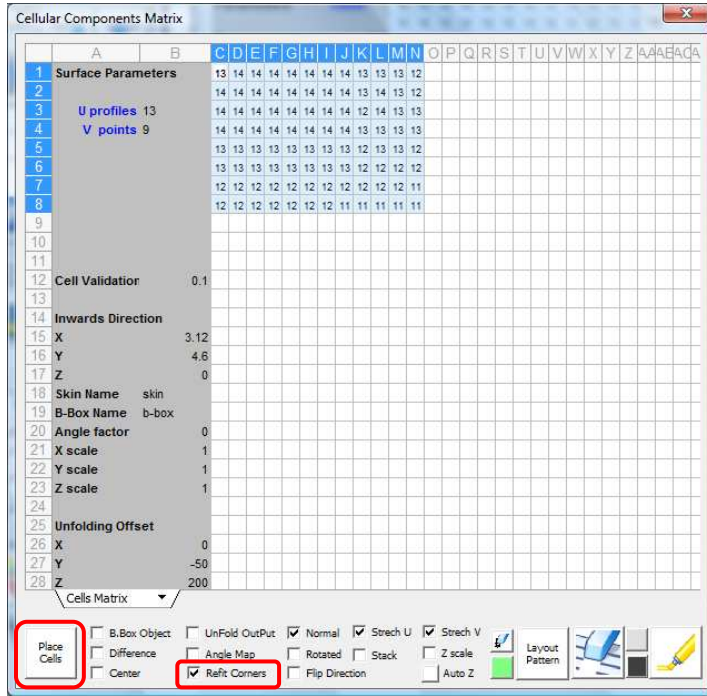 Cellular Components Matrix
A B C D E F G H I J K L M N O P Q R S T U V W X Y Z AA AB AC A
1 Surface Parameters 13 14 14 14 14 14 14 14 13 13 13 12
2 14 14 14 14 14 14 14 14 13 14 13 13
3 U profiles 13 14 14 14 14 14 14 14 14 12 14 13 13
4 V points 9 14 14 14 14 14 14 14 14 13 13 13 13
5 13 13 13 13 13 13 13 13 12 13 12 12
6 13 13 13 13 13 13 13 13 12 12 12 12
7 12 12 12 12 12 12 12 12 12 12 12 11
8 12 12 12 12 12 12 12 11 11 11 11 11
9
10
11
12 Cell Validation 0.1
13
14 Inwards Direction
15 X 3.12
16 Y 4.6
17 Z 0
18 Skin Name skin
19 B-Box Name b-box
20 Angle factor 0
21 X scale 1
22 Y scale 1
23 Z scale 1
24
25 Unfolding Offset
26 X 0
27 Y -50
28 Z 200
Cells Matrix
Place Cells
B.Box Object UnFold OutPut Normal Strech U Strech V
Difference Angle Map Rotated Stack Z scale
Center Refit Corners Flip Direction Auto Z
Layout Pattern